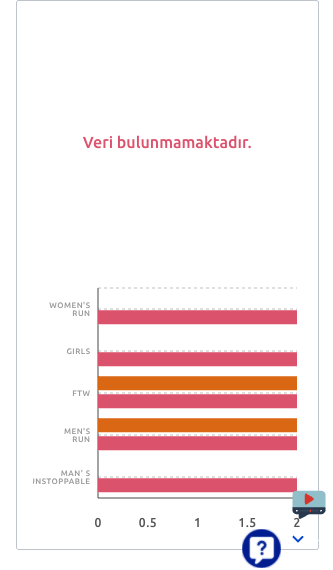 Veri bulunmamaktadır.
WOMEN'S
RUN
GIRLS
FTW
MEN'S
RUN
MAN' S
INSTOPPABLE
0 0.5 1 1.5 2
?